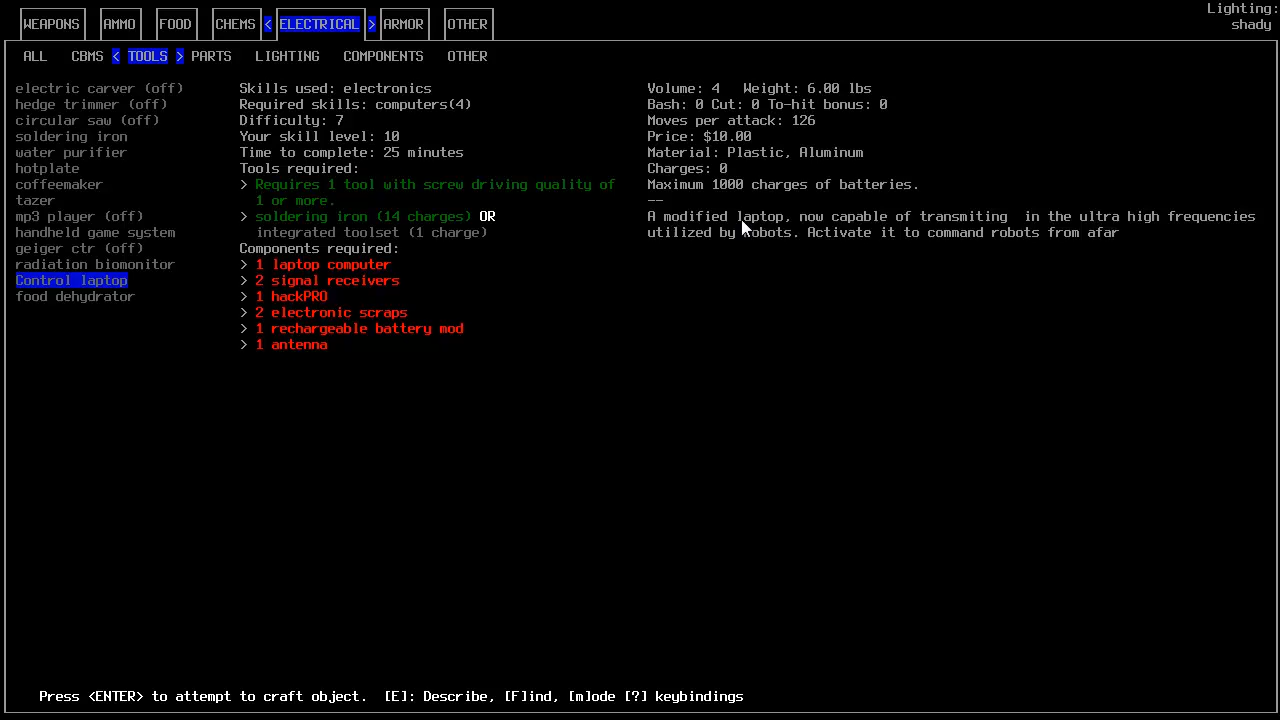 Lighting:
WEAPONS AMMO FOOD CHEMS < ELECTRICAL > ARMOR OTHER shady
ALL CBMS < TOOLS > PARTS LIGHTING COMPONENTS OTHER
electric carver (off) Skills used: electronics Volume: 4 Weight: 6.00 lbs
hedge trimmer (off) Required skills: computers(4) Bash: 0 Cut: 0 To-hit bonus: 0
circular saw (off) Difficulty: 7 Moves per attack: 126
soldering iron Your skill level: 10 Price: $10.00
water purifier Time to complete: 25 minutes Material: Plastic, Aluminum
hotplate Tools required: Charges: 0
coffeemaker > Requires 1 tool with screw driving quality of Maximum 1000 charges of batteries.
tazer 1 or more. --
mp3 player (off) > soldering iron (14 charges) OR A modified laptop, now capable of transmiting in the ultra high frequencies
handheld game system integrated toolset (1 charge) utilized by robots. Activate it to command robots from afar
geiger ctr (off) Components required:
radiation biomonitor > 1 laptop computer
Control laptop > 2 signal receivers
food dehydrator > 1 hackPRO
> 2 electronic scraps
> 1 rechargeable battery mod
> 1 antenna
Press <ENTER> to attempt to craft object. [E]: Describe, [F]ind, [m]ode [?] keybindings